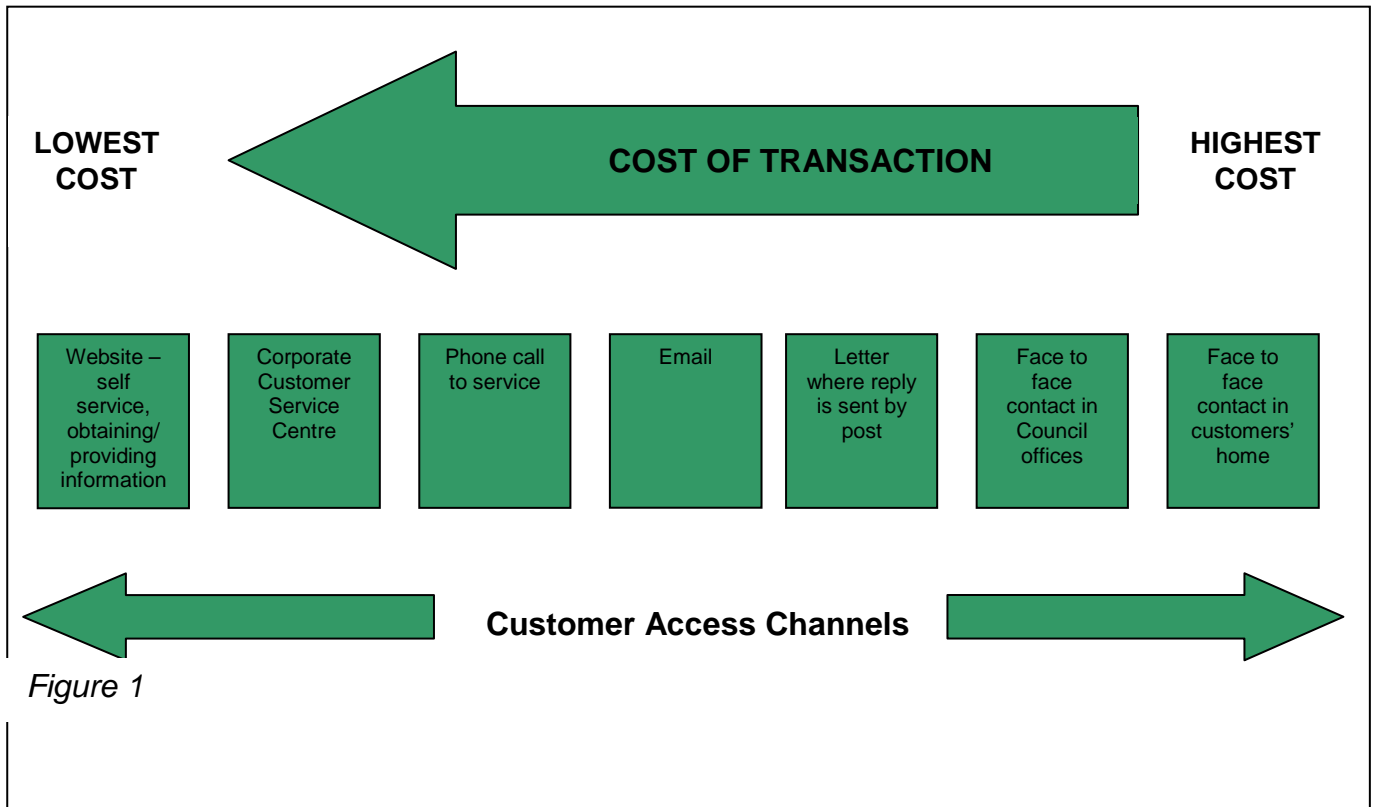 LOWEST
COST
COST OF TRANSACTION
HIGHEST
COST
Website –
self
service,
obtaining/
providing
information
Corporate
Customer
Service
Centre
Phone call
to service
Email
Letter
where reply
is sent by
post
Face to
face
contact in
Council
offices
Face to
face
contact in
customers’
home
Customer Access Channels
Figure 1